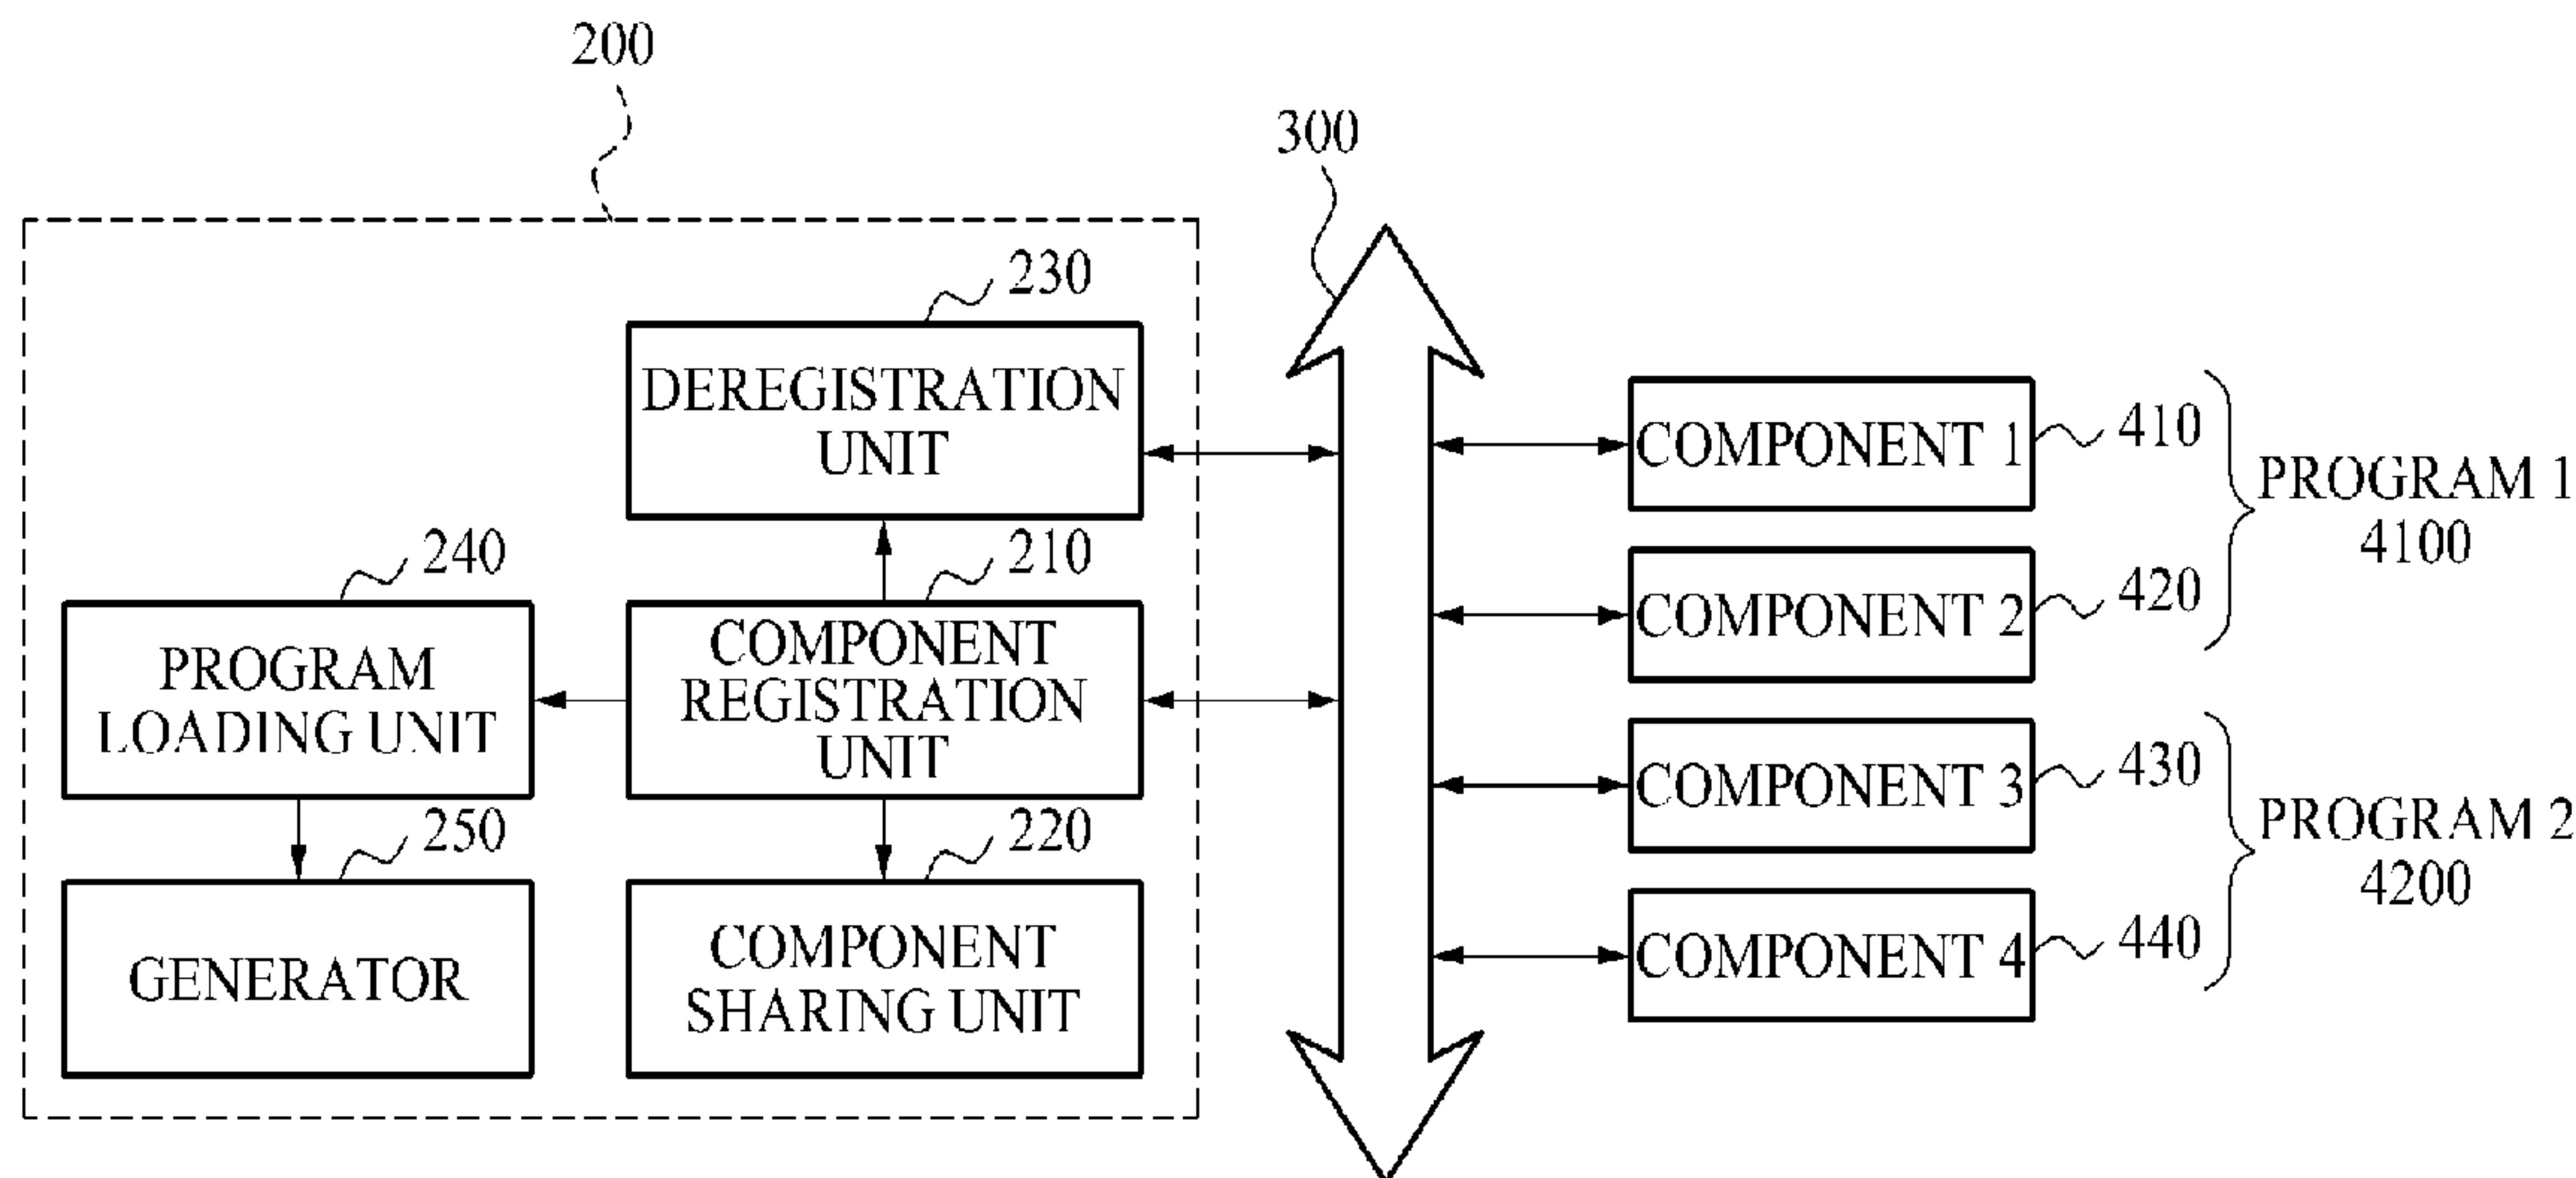 200
300
230
DEREGISTRATION
UNIT
240
210
PROGRAM
LOADING UNIT
COMPONENT
REGISTRATION
UNIT
250
220
GENERATOR
COMPONENT
SHARING UNIT
COMPONENT 1
410
COMPONENT 2
420
PROGRAM 1
4100
COMPONENT 3
430
COMPONENT 4
440
PROGRAM 2
4200